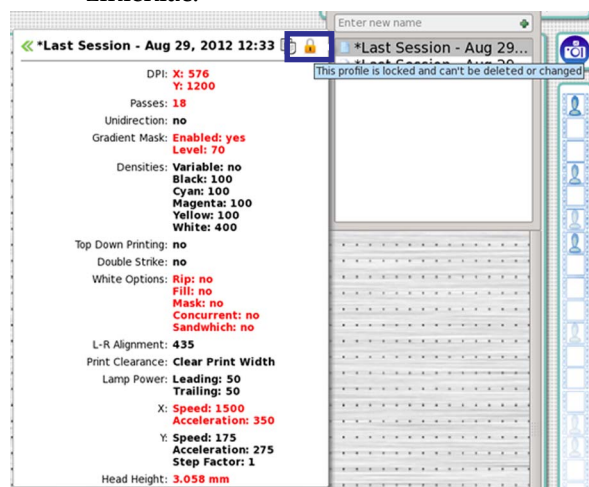 Enter new name
*Last Session - Aug 29, 2012 12:33
*Last Session - Aug 29...
This profile is locked and can't be deleted or changed
DPI: X: 576
Y: 1200
Passes: 18
Unidirection: no
Gradient Mask: Enabled: yes
Level: 70
Densities: Variable: no
Black: 100
Cyan: 100
Magenta: 100
Yellow: 100
White: 400
Top Down Printing: no
Double Strike: no
White Options: Rip: no
Fill: no
Mask: no
Concurrent: no
Sandwhich: no
L-R Alignment: 435
Print Clearance: Clear Print Width
Lamp Power: Leading: 50
Trailing: 50
X: Speed: 1500
Acceleration: 350
Y: Speed: 175
Acceleration: 275
Step Factor: 1
Head Height: 3.058 mm